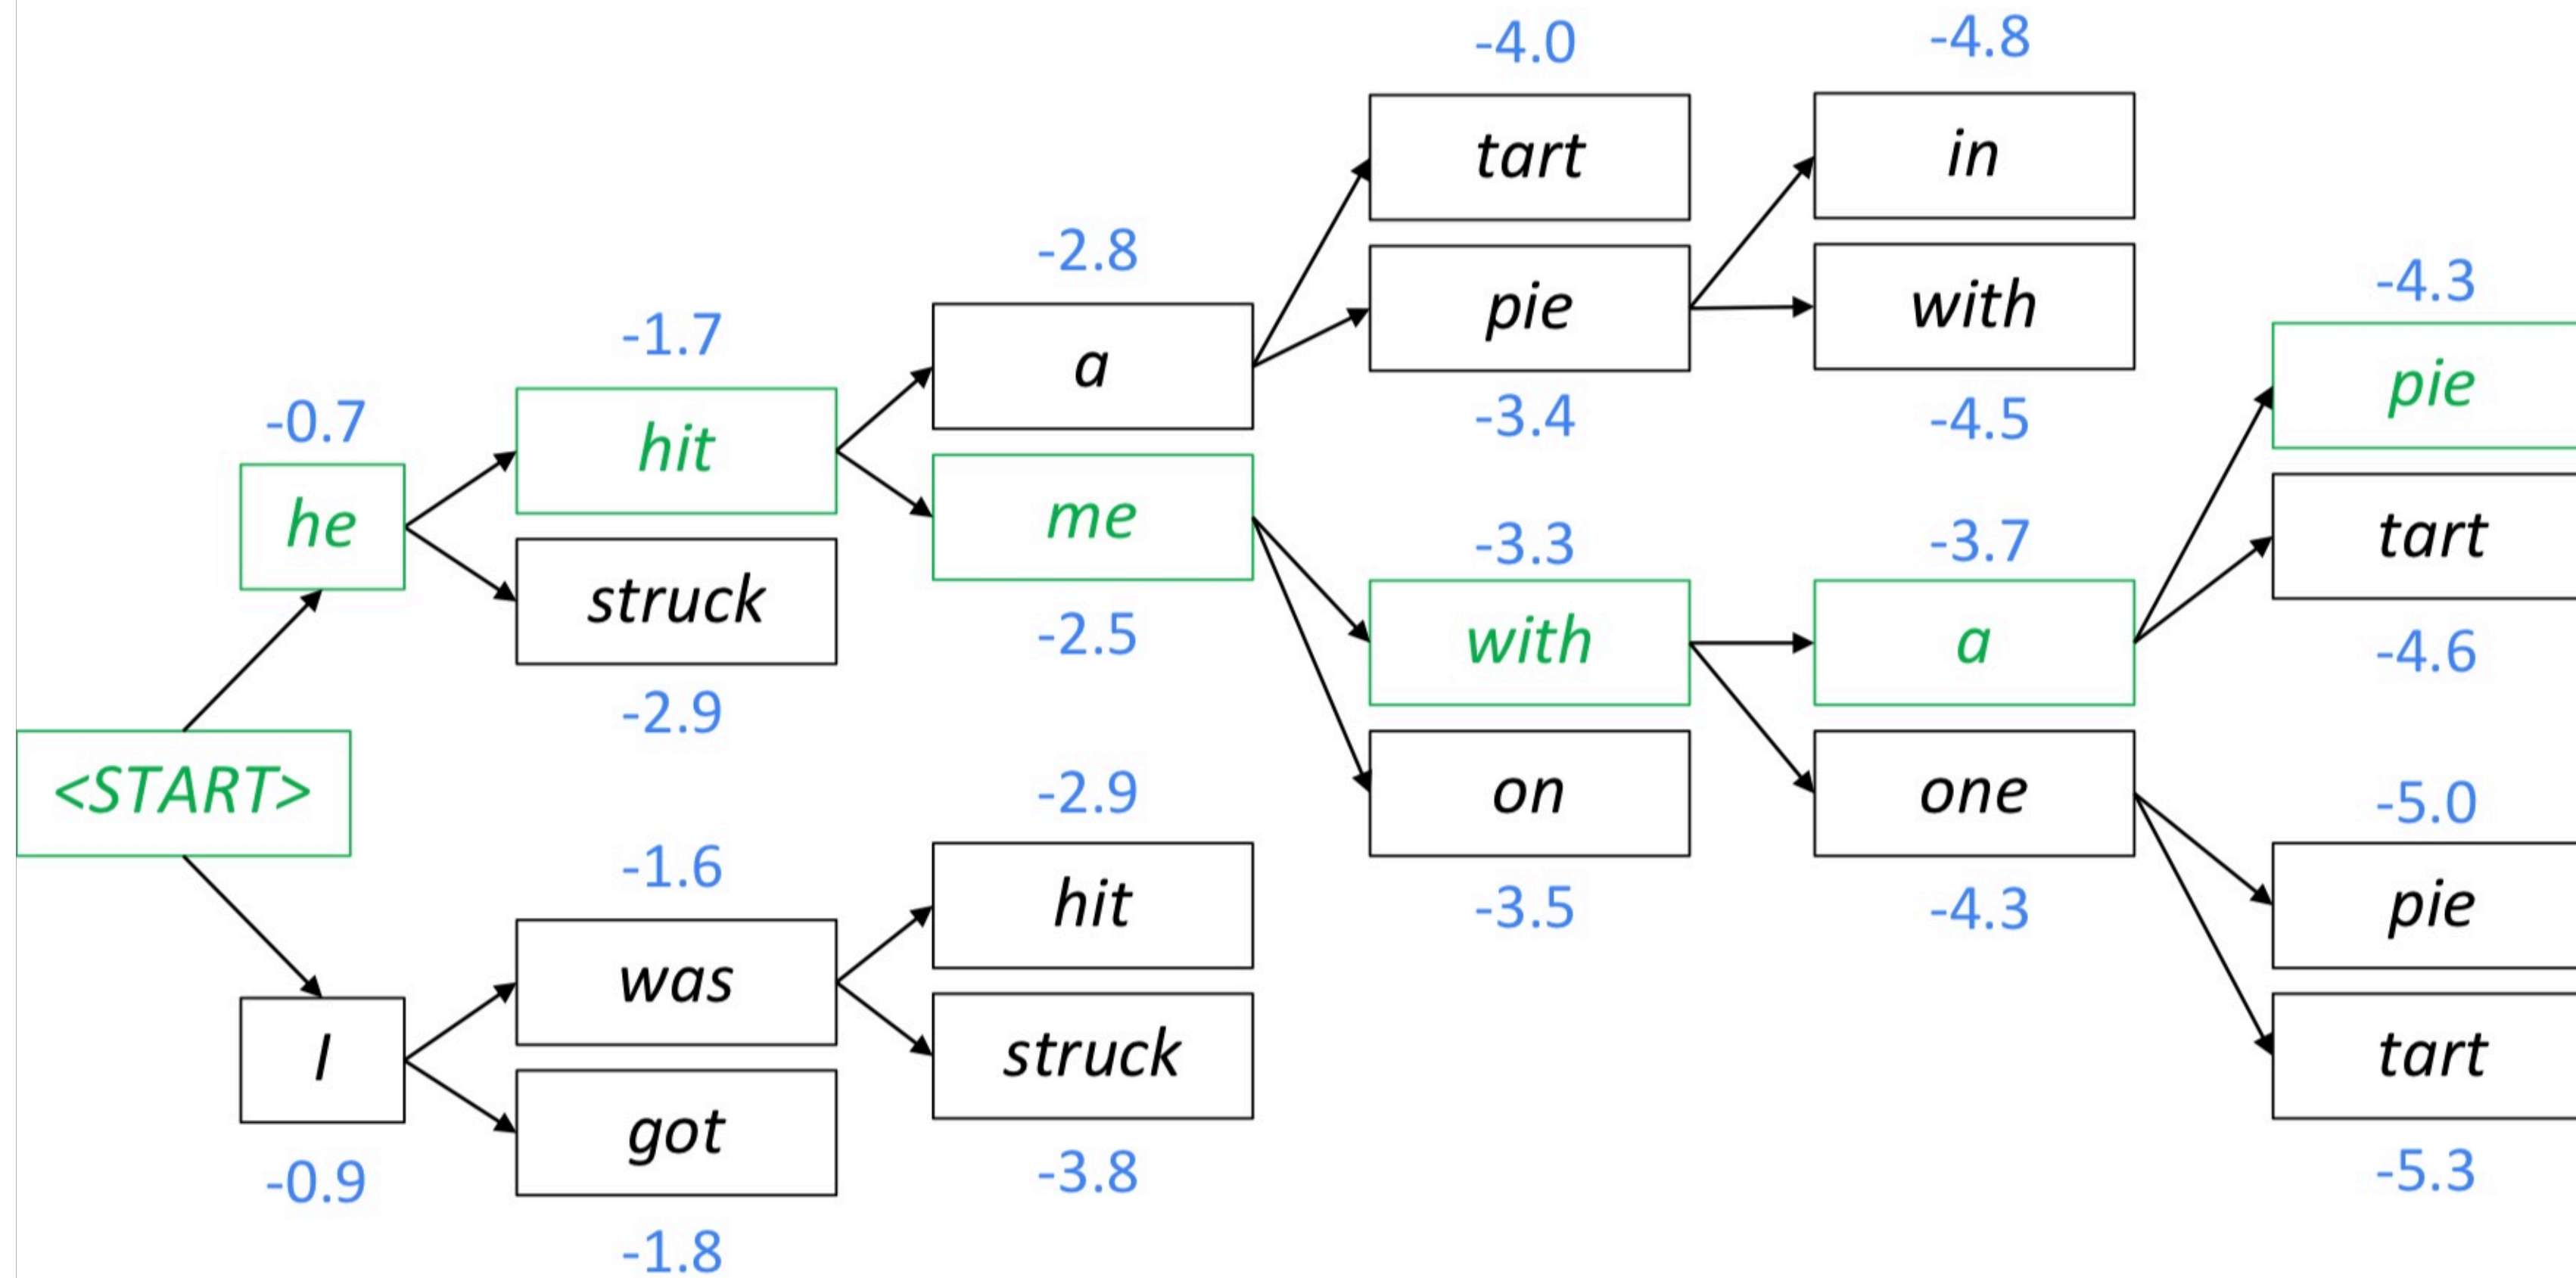 -4.0
-4.8
tart
in
-2.8
-4.3
-1.7
pie
with
a
pie
-0.7
-3.4
-4.5
hit
he
me
-3.3
-3.7
tart
struck
-2.5
with
a
-4.6
-2.9
<START>
-2.9
on
one
-5.0
-1.6
hit
-3.5
-4.3
pie
was
I
struck
tart
got
-0.9
-3.8
-5.3
-1.8